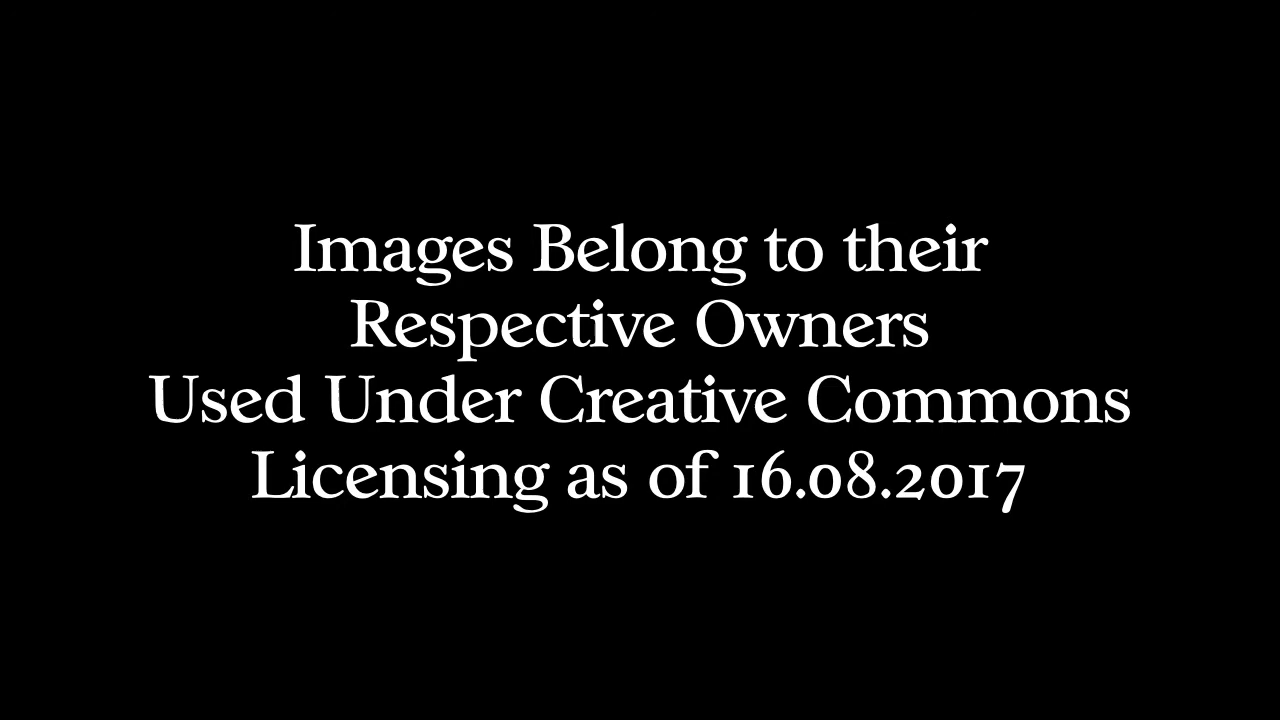 Images Belong to their
Respective Owners
Used Under Creative Commons
Licensing as of 16.08.2017